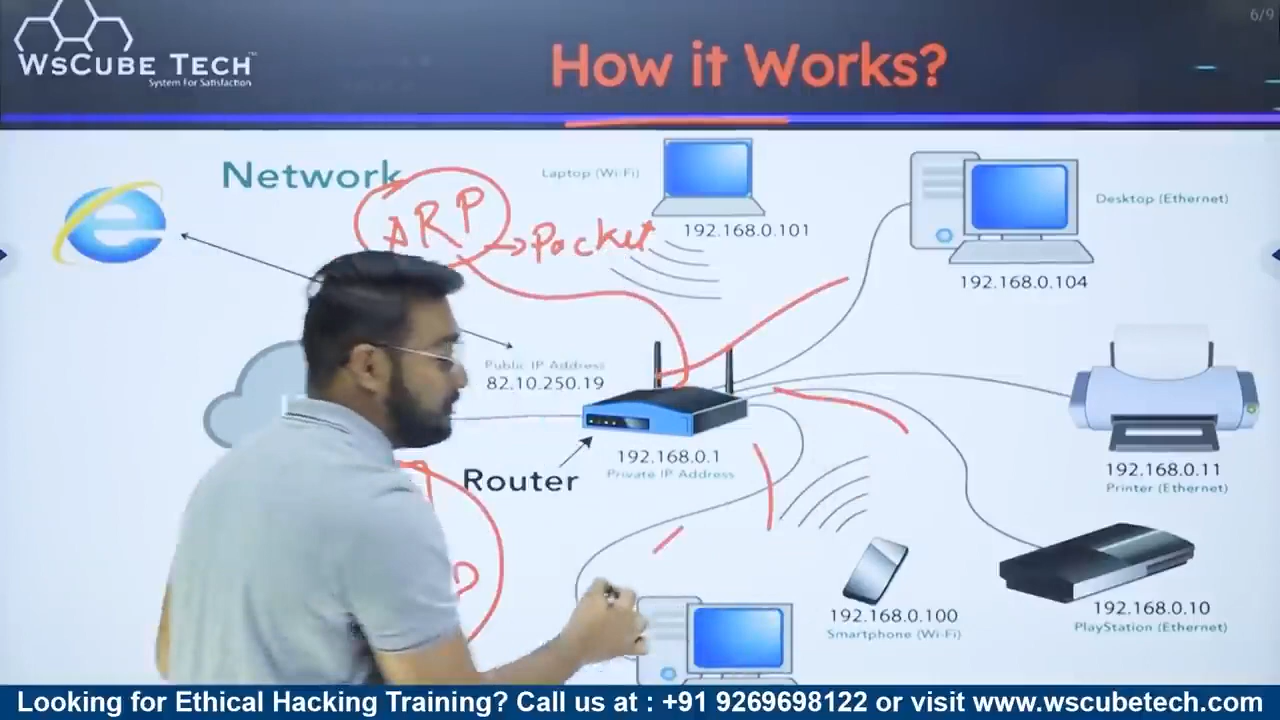 WsCube Tech™
System For Satisfaction
6/9
How it Works?
Network
ARP
→Pocket
Laptop (Wi-Fi)
192.168.0.101
Desktop (Ethernet)
192.168.0.104
Public IP Address
82.10.250.19
Router
192.168.0.1
Private IP Address
192.168.0.11
Printer (Ethernet)
192.168.0.100
Smartphone (Wi-Fi)
192.168.0.10
PlayStation (Ethernet)
Looking for Ethical Hacking Training? Call us at : +91 9269698122 or visit www.wscubetech.com